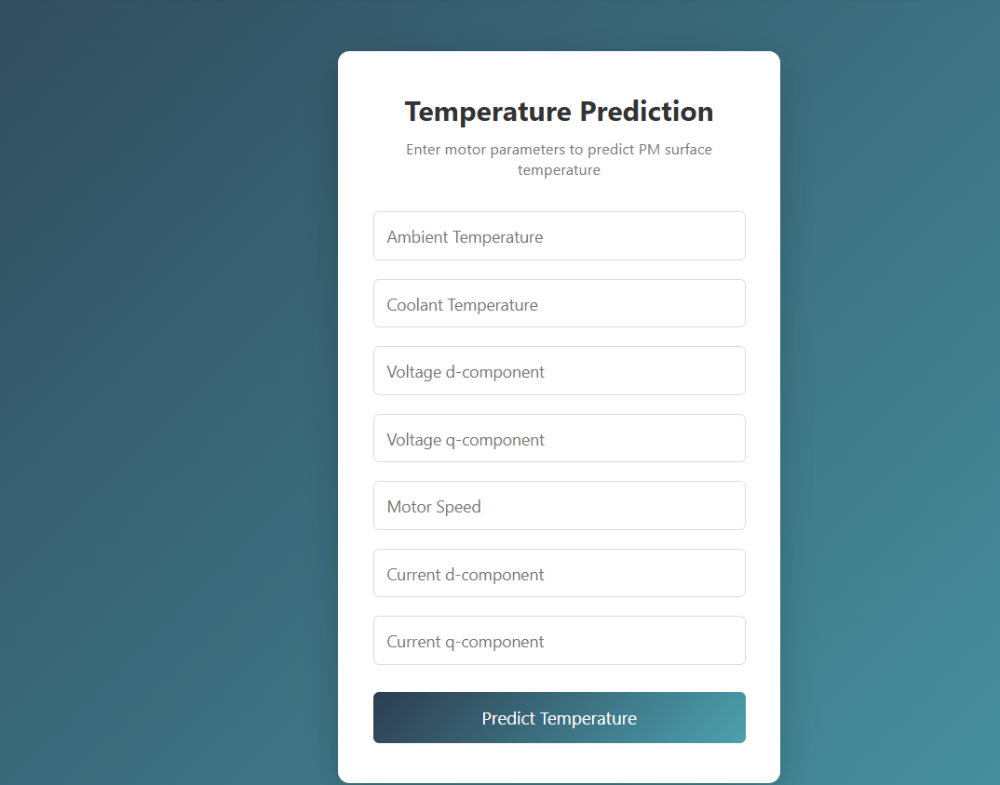 Temperature Prediction
Enter motor parameters to predict PM surface
temperature
Ambient Temperature
Coolant Temperature
Voltage d-component
Voltage q-component
Motor Speed
Current d-component
Current q-component
Predict Temperature